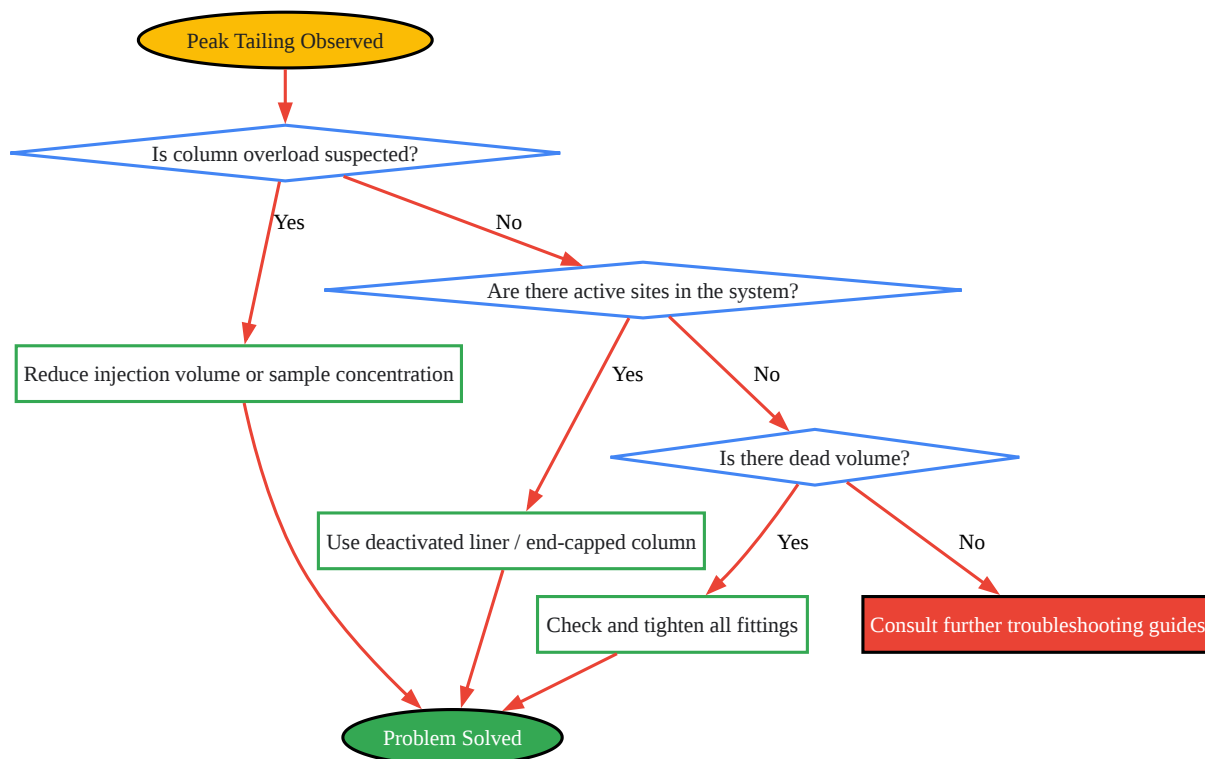 Peak Tailing Observed
Is column overload suspected?
Yes
No
Are there active sites in the system?
Reduce injection volume or sample concentration
Yes
No
Is there dead volume?
Use deactivated liner / end-capped column
Yes
No
Check and tighten all fittings
Consult further troubleshooting guides
Problem Solved